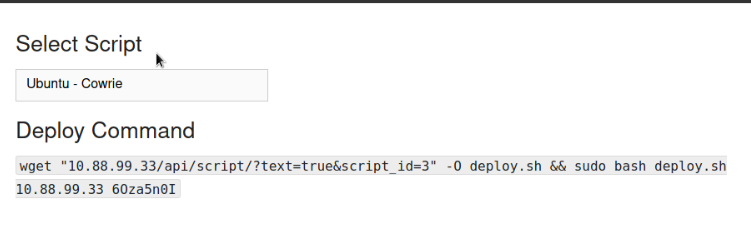 Select Script
Ubuntu - Cowrie
Deploy Command
wget "10.88.99.33/api/script/?text=true&script_id=3" -O deploy.sh && sudo bash deploy.sh
10.88.99.33 6Oza5n0I